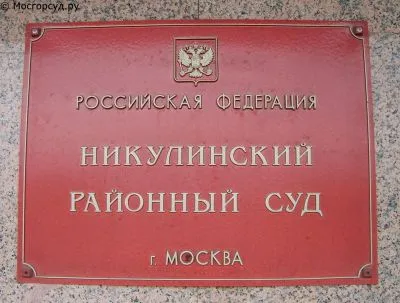 © Мосгорсуд.ру
РОССИЙСКАЯ ФЕДЕРАЦИЯ
НИКУЛИНСКИЙ
РАЙОННЫЙ СУД
г. МОСКВА